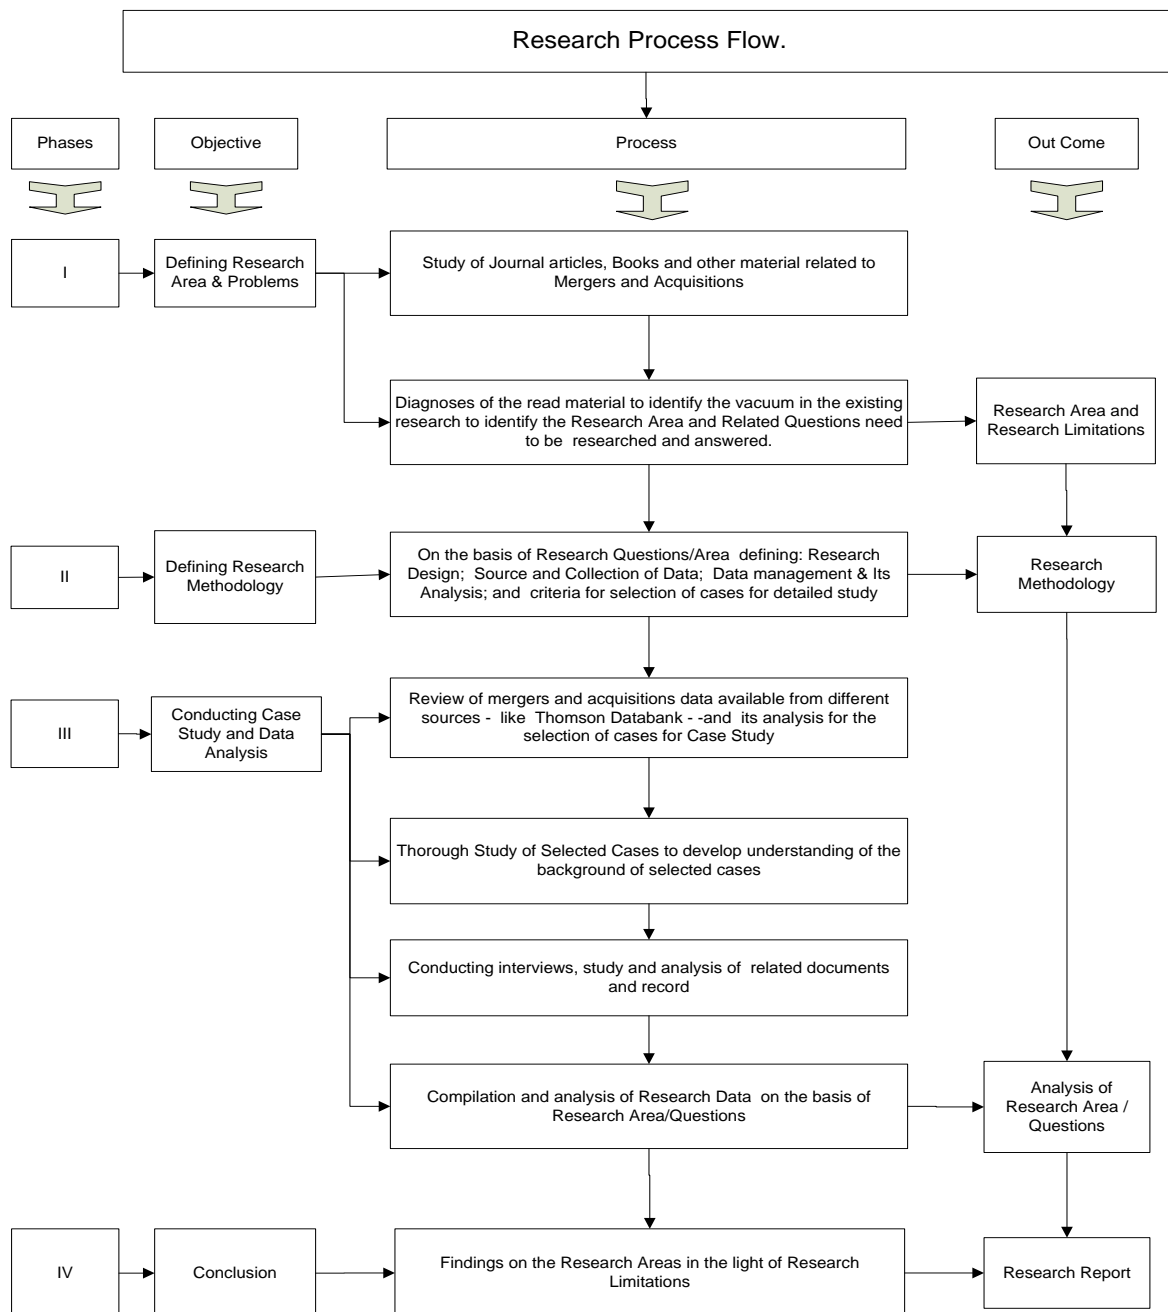 Research Process Flow.
Phases
Objective
Process
Out Come
I
Defining Research
Area & Problems
Study of Journal articles, Books and other material related to
Mergers and Acquisitions
Diagnoses of the read material to identify the vacuum in the existing
research to identify the Research Area and Related Questions need
to be researched and answered.
Research Area and
Research Limitations
II
Defining Research
Methodology
On the basis of Research Questions/Area defining: Research
Design; Source and Collection of Data; Data management & Its
Analysis; and criteria for selection of cases for detailed study
Research
Methodology
III
Conducting Case
Study and Data
Analysis
Review of mergers and acquisitions data available from different
sources - like Thomson Databank - -and its analysis for the
selection of cases for Case Study
Thorough Study of Selected Cases to develop understanding of the
background of selected cases
Conducting interviews, study and analysis of related documents
and record
Compilation and analysis of Research Data on the basis of
Research Area/Questions
Analysis of
Research Area /
Questions
IV
Conclusion
Findings on the Research Areas in the light of Research
Limitations
Research Report